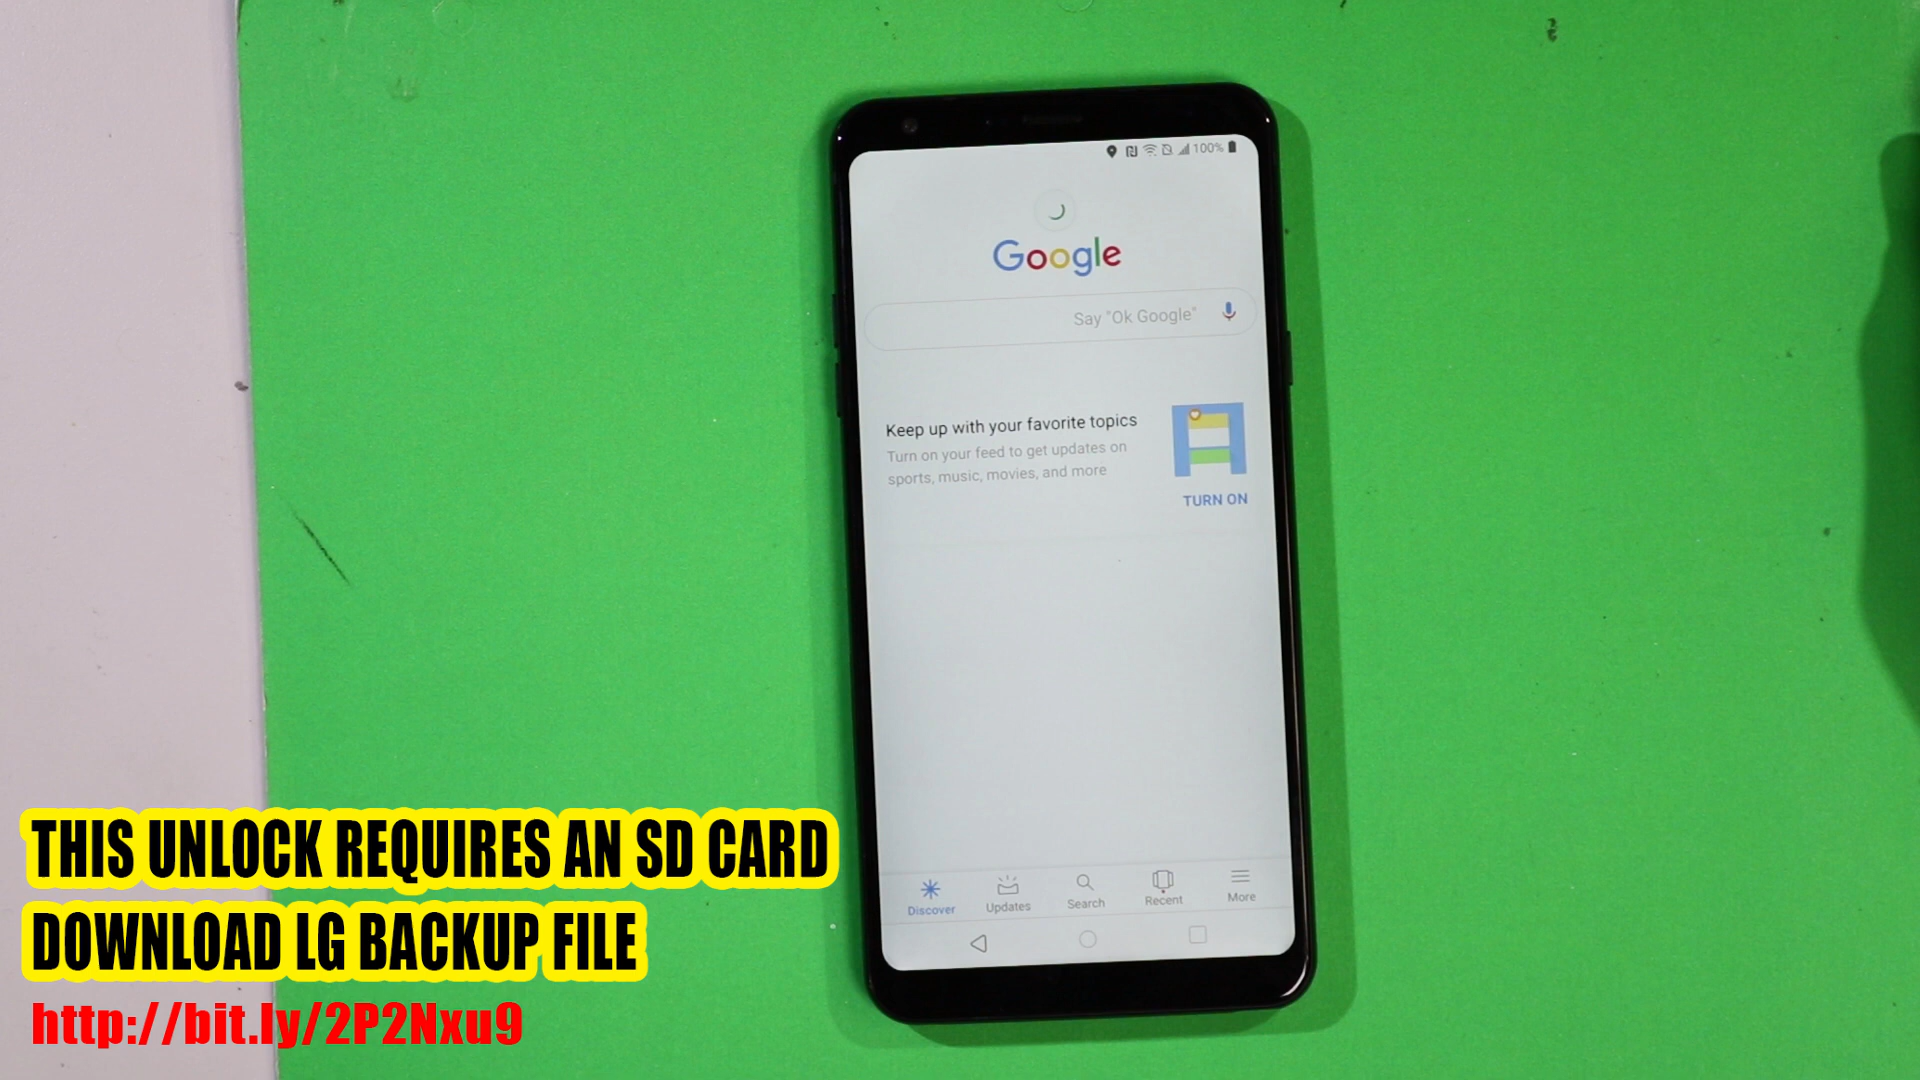 100%
Google
Say "Ok Google"
Keep up with your favorite topics
Turn on your feed to get updates on
sports, music, movies, and more
TURN ON
Discover
Updates
Search
Recent
More
THIS UNLOCK REQUIRES AN SD CARD
DOWNLOAD LG BACKUP FILE
http://bit.ly/2P2Nxu9